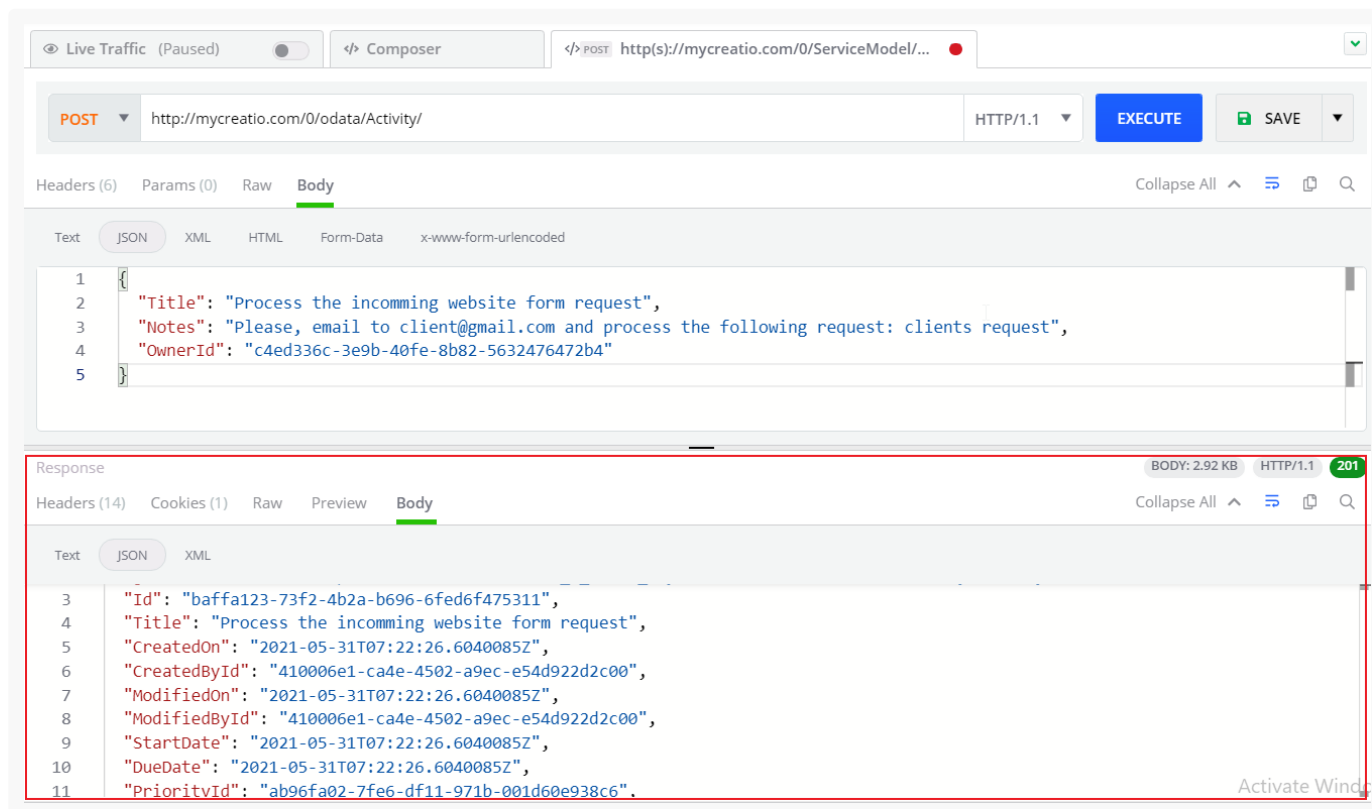 Live Traffic (Paused) </> Composer </> POST http(s)://mycreatio.com/0/ServiceModel/...
POST http://mycreatio.com/0/odata/Activity/ HTTP/1.1 EXECUTE SAVE
Headers (6) Params (0) Raw Body Collapse All
Text JSON XML HTML Form-Data x-www-form-urlencoded
1 {
2 "Title": "Process the incomming website form request",
3 "Notes": "Please, email to client@gmail.com and process the following request: clients request",
4 "OwnerId": "c4ed336c-3e9b-40fe-8b82-5632476472b4"
5 }
Response BODY: 2.92 KB HTTP/1.1 201
Headers (14) Cookies (1) Raw Preview Body Collapse All
Text JSON XML
3 "Id": "baffa123-73f2-4b2a-b696-6fed6f475311",
4 "Title": "Process the incomming website form request",
5 "CreatedOn": "2021-05-31T07:22:26.6040085Z",
6 "CreatedById": "410006e1-ca4e-4502-a9ec-e54d922d2c00",
7 "ModifiedOn": "2021-05-31T07:22:26.6040085Z",
8 "ModifiedById": "410006e1-ca4e-4502-a9ec-e54d922d2c00",
9 "StartDate": "2021-05-31T07:22:26.6040085Z",
10 "DueDate": "2021-05-31T07:22:26.6040085Z",
11 "PriorityId": "ab96fa02-7fe6-df11-971b-001d60e938c6",
Activate Wind